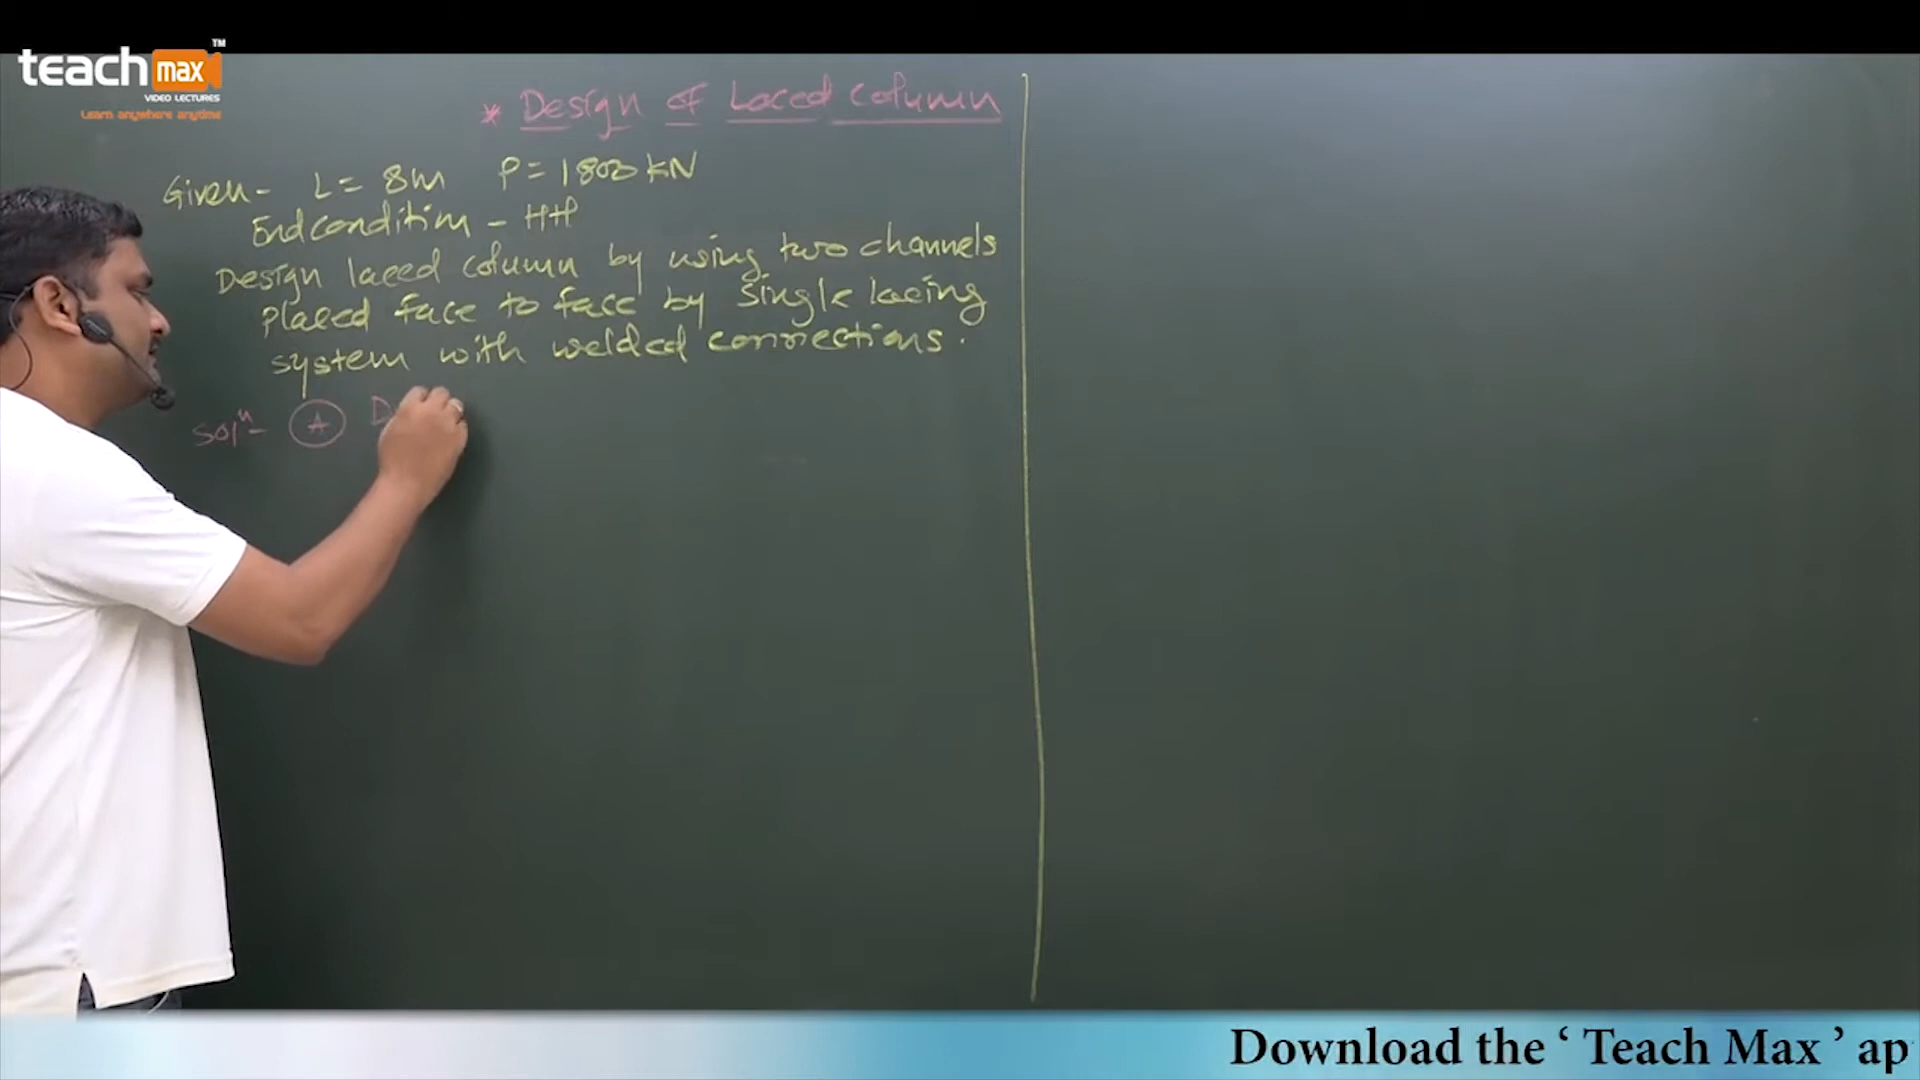 teach max ™
VIDEO LECTURES
Learn anywhere anytime
* Design of Laced column
Given - L = 8m P = 1800 kN
End condition - HH
Design laced column by using two channels
placed face to face by single lacing
system with welded connections.
Solⁿ- A D
Download the ‘ Teach Max ’ ap